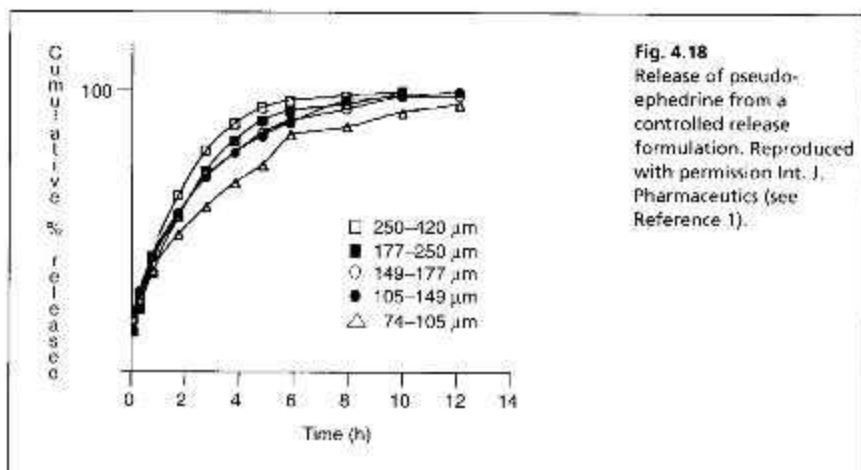 Cumulative % released
100
□ 250–420 μm
■ 177–250 μm
○ 149–177 μm
● 105–149 μm
△ 74–105 μm
0 2 4 6 8 10 12 14
Time (h)
Fig. 4.18
Release of pseudo-
ephedrine from a
controlled release
formulation. Reproduced
with permission Int. J.
Pharmaceutics (see
Reference 1).